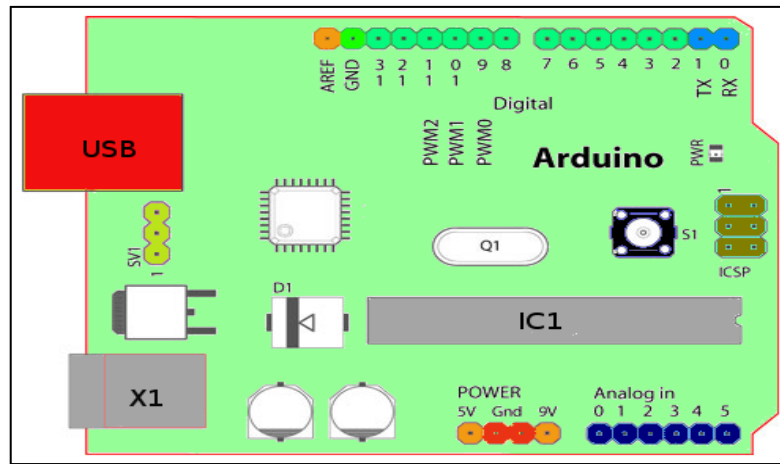 AREF GND 13 12 11 10 9 8 7 6 5 4 3 2 1 0
TX RX
Digital
PWM2 PWM1 PWM0
Arduino
PWR
USB
1
SV1
1
Q1
S1
ICSP
D1
IC1
X1
POWER
5V Gnd 9V
Analog in
0 1 2 3 4 5